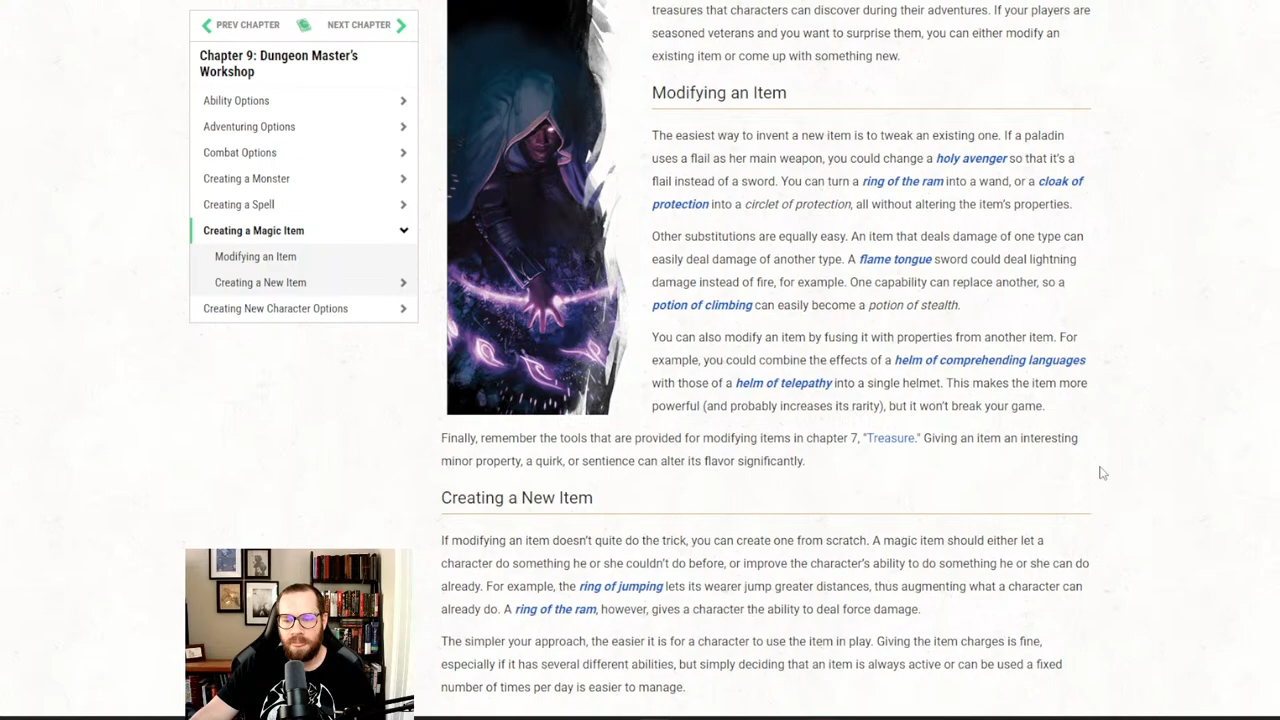 PREV CHAPTER
NEXT CHAPTER
Chapter 9: Dungeon Master's
Workshop
Ability Options
Adventuring Options
Combat Options
Creating a Monster
Creating a Spell
Creating a Magic Item
Modifying an Item
Creating a New Item
Creating New Character Options
treasures that characters can discover during their adventures. If your players are
seasoned veterans and you want to surprise them, you can either modify an
existing item or come up with something new.
Modifying an Item
The easiest way to invent a new item is to tweak an existing one. If a paladin
uses a flail as her main weapon, you could change a holy avenger so that it's a
flail instead of a sword. You can turn a ring of the ram into a wand, or a cloak of
protection into a circlet of protection, all without altering the item's properties.
Other substitutions are equally easy. An item that deals damage of one type can
easily deal damage of another type. A flame tongue sword could deal lightning
damage instead of fire, for example. One capability can replace another, so a
potion of climbing can easily become a potion of stealth.
You can also modify an item by fusing it with properties from another item. For
example, you could combine the effects of a helm of comprehending languages
with those of a helm of telepathy into a single helmet. This makes the item more
powerful (and probably increases its rarity), but it won't break your game.
Finally, remember the tools that are provided for modifying items in chapter 7, "Treasure." Giving an item an interesting
minor property, a quirk, or sentience can alter its flavor significantly.
Creating a New Item
If modifying an item doesn't quite do the trick, you can create one from scratch. A magic item should either let a
character do something he or she couldn't do before, or improve the character's ability to do something he or she can do
already. For example, the ring of jumping lets its wearer jump greater distances, thus augmenting what a character can
already do. A ring of the ram, however, gives a character the ability to deal force damage.
The simpler your approach, the easier it is for a character to use the item in play. Giving the item charges is fine,
especially if it has several different abilities, but simply deciding that an item is always active or can be used a fixed
number of times per day is easier to manage.